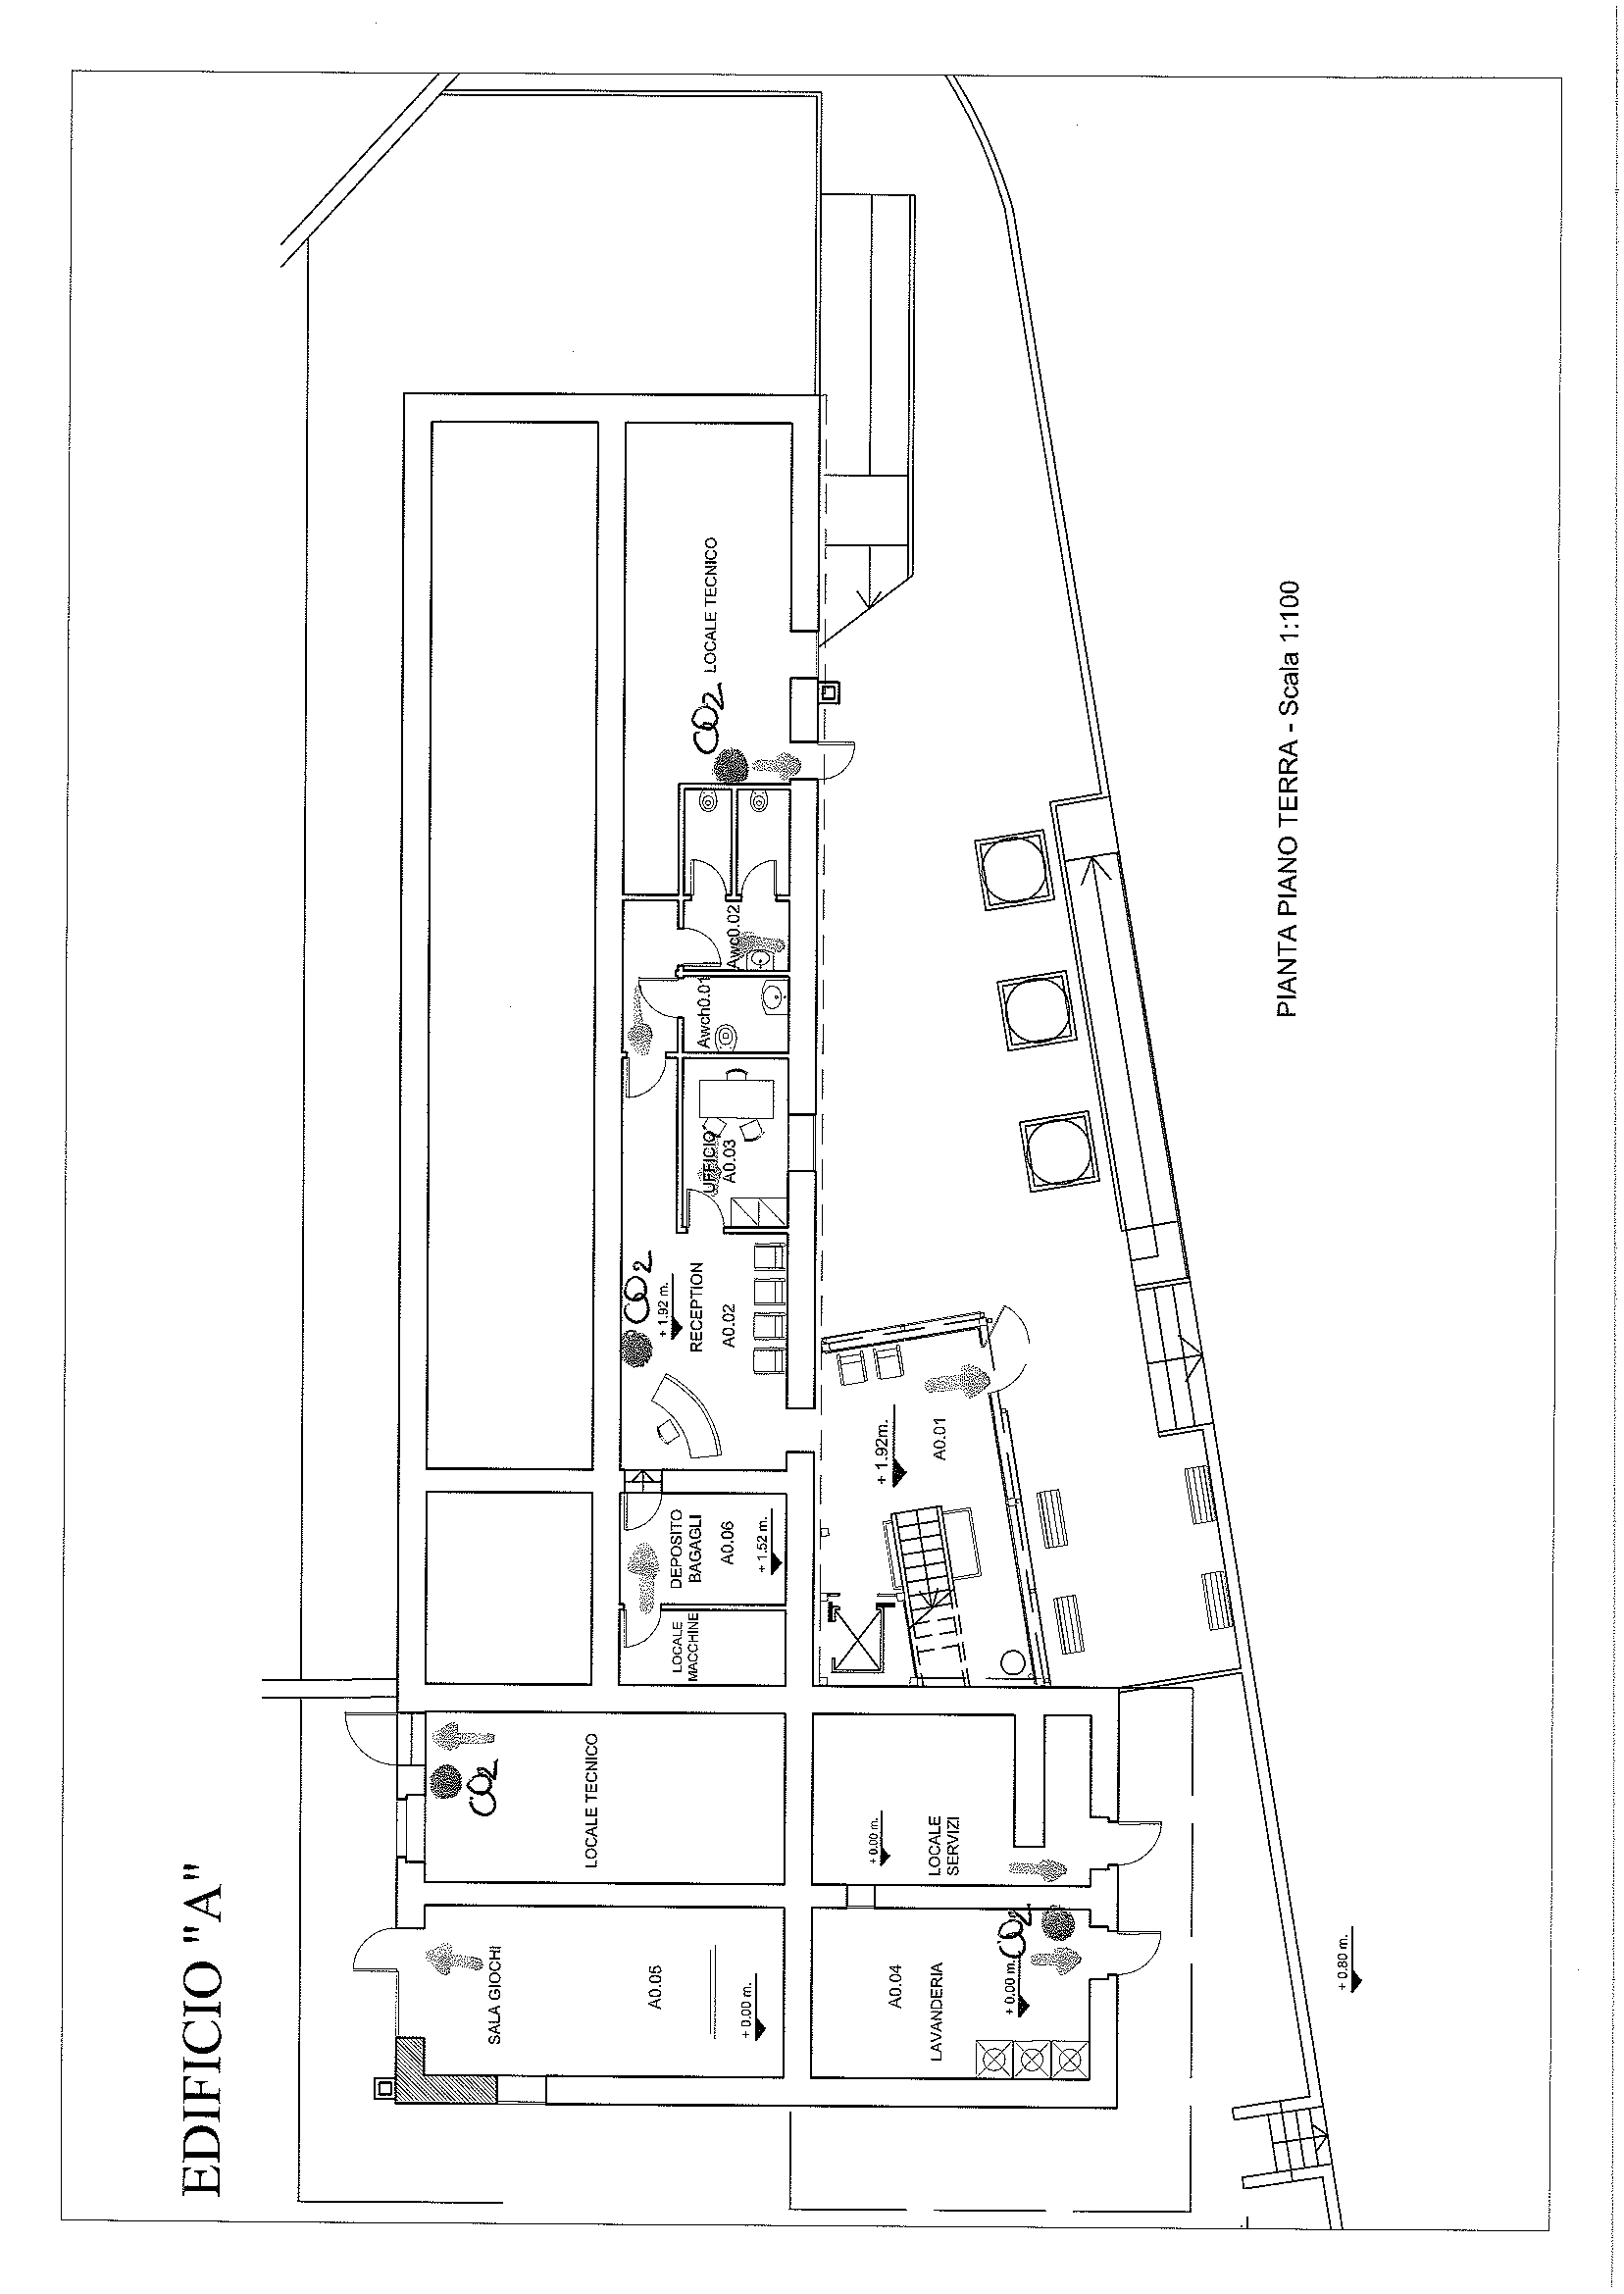 EDIFICIO "A"
SALA GIOCHI
A0.05
+ 0.00 m.
CO2
LOCALE TECNICO
A0.04
LAVANDERIA
+ 0.00 m.
CO2
+ 0.00 m.
LOCALE
SERVIZI
LOCALE
MACCHINE
DEPOSITO
BAGAGLI
A0.06
+ 1.52 m.
CO2
+ 1.92 m.
RECEPTION
A0.02
UFFICIO
A0.03
Awch0.01
Awc0.02
CO2
LOCALE TECNICO
+ 1.92m.
A0.01
PIANTA PIANO TERRA - Scala 1:100
+ 0.80 m.